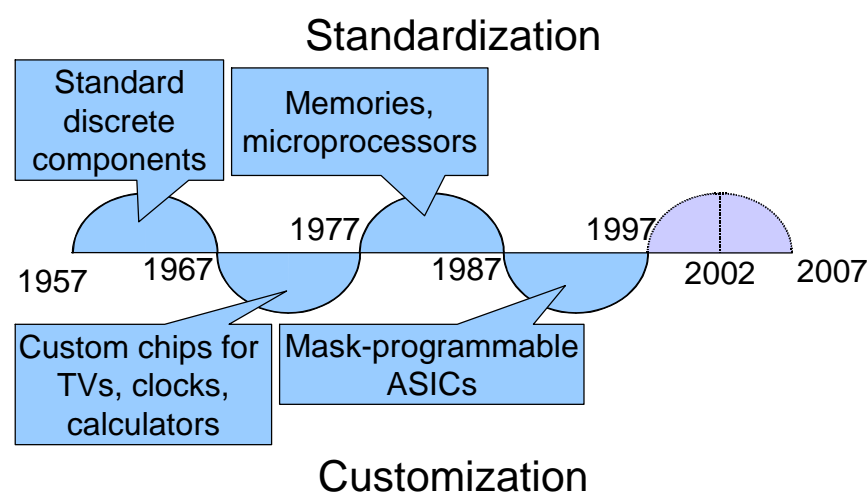 Standardization
Standard
discrete
components
Memories,
microprocessors
1957
1967
1977
1987
1997
2002
2007
Custom chips for
TVs, clocks,
calculators
Mask-programmable
ASICs
Customization